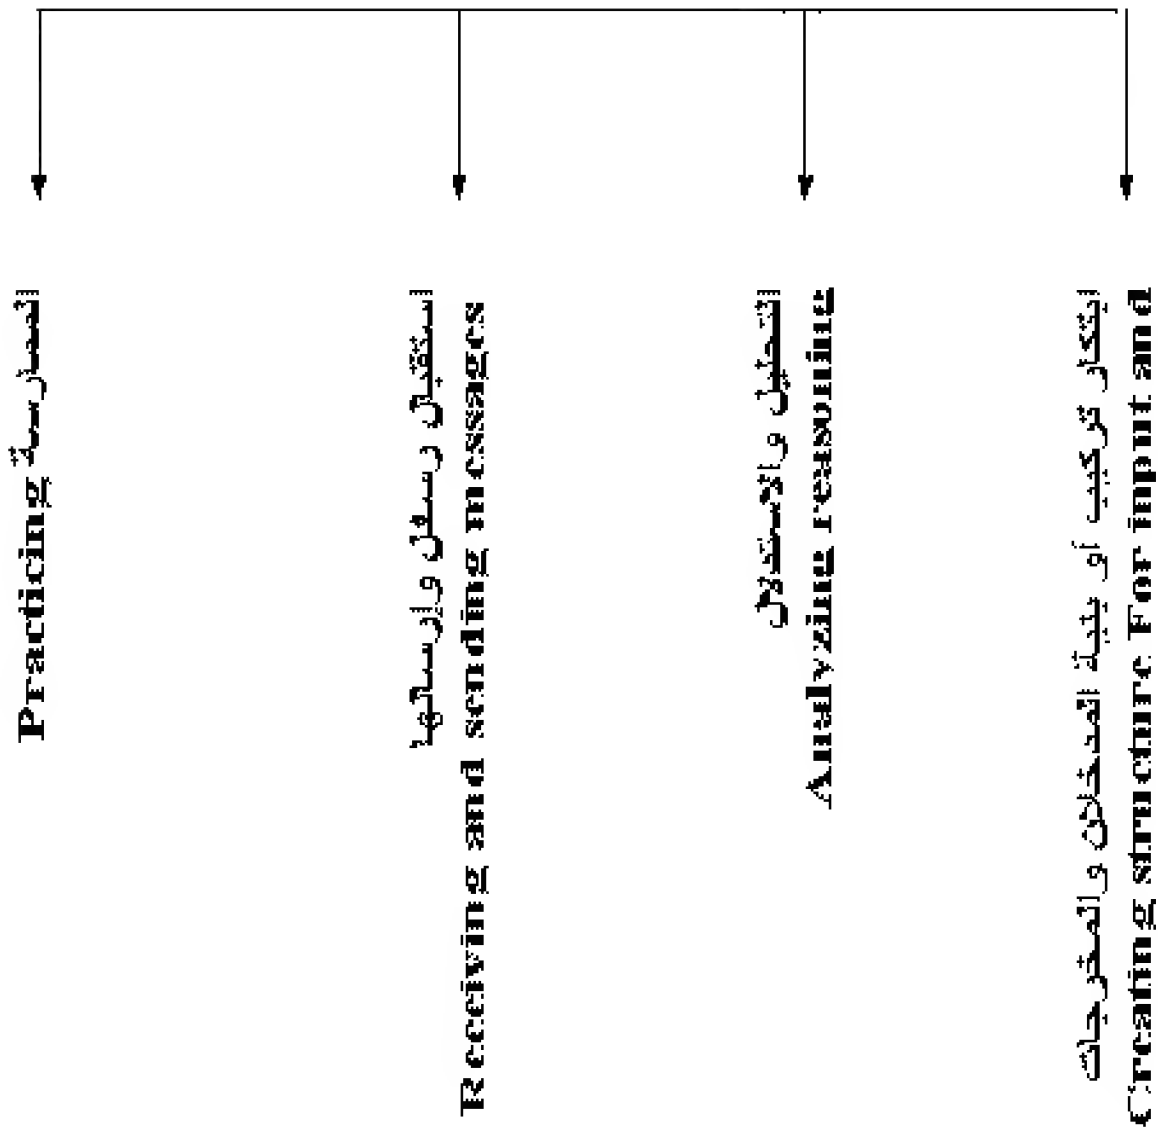 الممارسة Practicing
استقبال رسائل وإرسالها
Receiving and sending messages
التحليل والاستدلال
Analyzing reasoning
ابتكار تركيب أو بنية المدخلات والمخرجات
Creating structure For input and